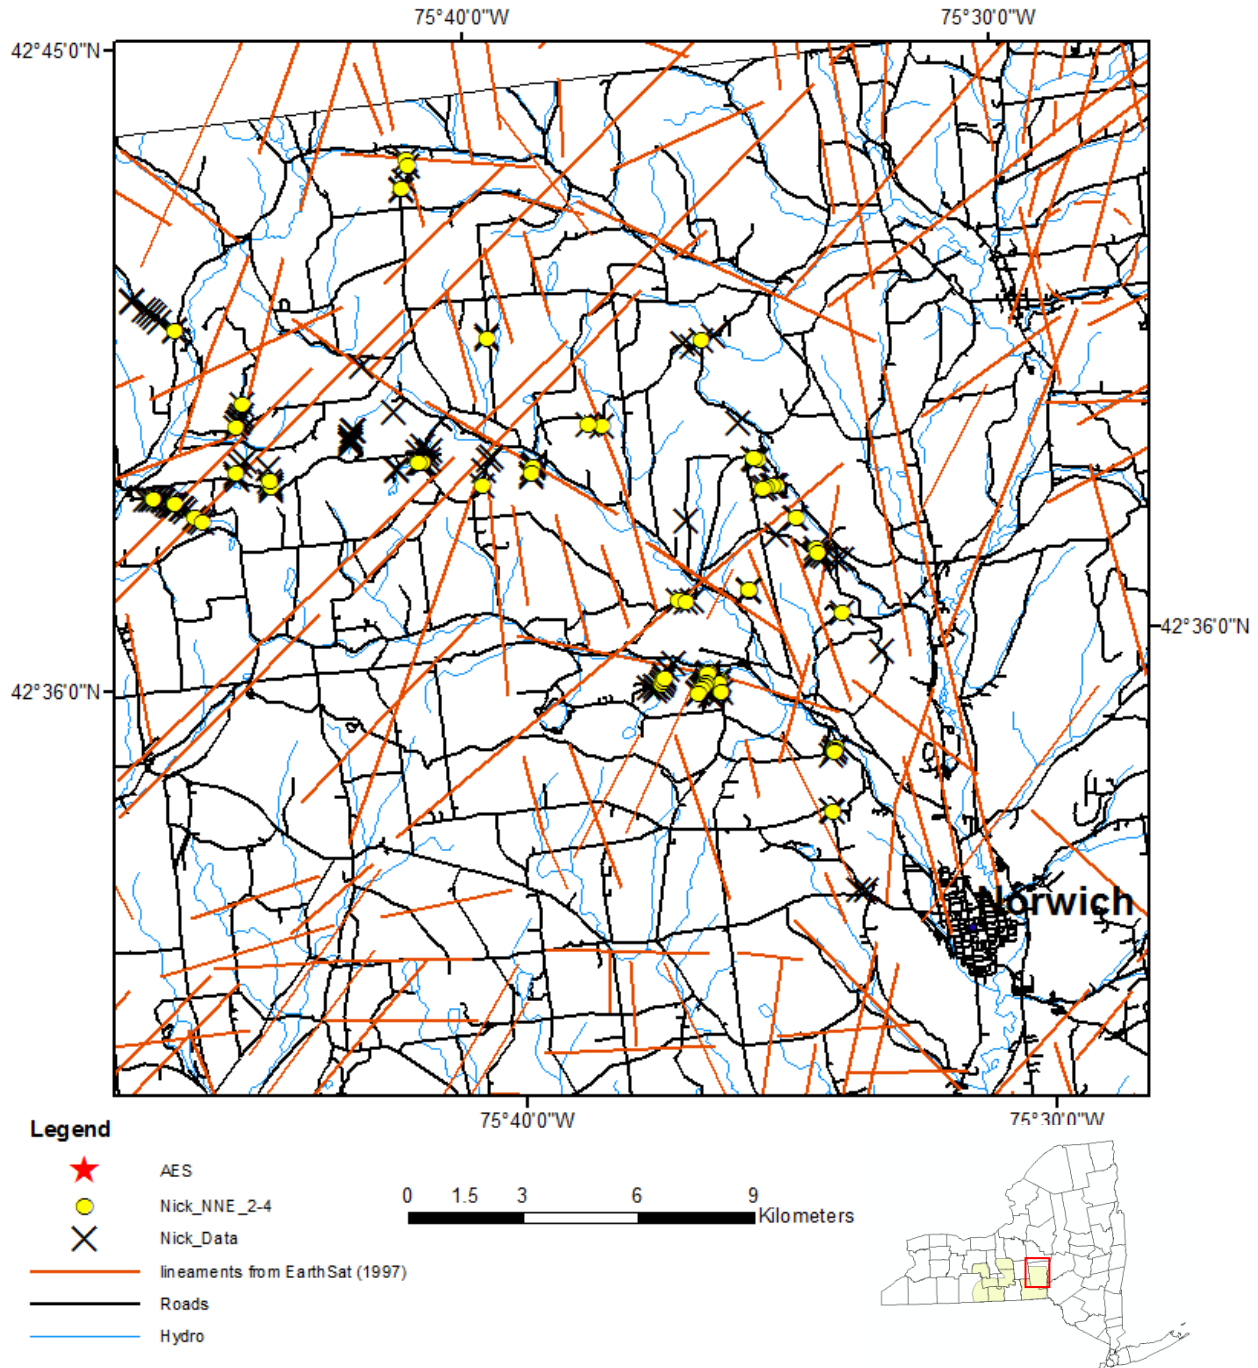 75°40'0"W
75°30'0"W
42°45'0"N
42°36'0"N
42°36'0"N
Norwich
75°40'0"W
75°30'0"W
Legend
AES
Nick_NNE_2-4
Nick_Data
lineaments from EarthSat (1997)
Roads
Hydro
0 1.5 3 6 9
Kilometers